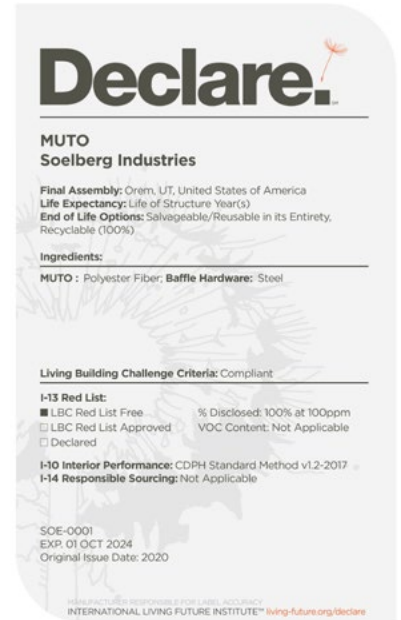 Declare.
MUTO
Soelberg Industries
Final Assembly: Orem, UT, United States of America
Life Expectancy: Life of Structure Year(s)
End of Life Options: Salvageable/Reusable in its Entirety,
Recyclable (100%)
Ingredients:
MUTO : Polyester Fiber; Baffle Hardware: Steel
Living Building Challenge Criteria: Compliant
I-13 Red List:
■ LBC Red List Free % Disclosed: 100% at 100ppm
□ LBC Red List Approved VOC Content: Not Applicable
□ Declared
I-10 Interior Performance: CDPH Standard Method v1.2-2017
I-14 Responsible Sourcing: Not Applicable
SOE-0001
EXP. 01 OCT 2024
Original Issue Date: 2020
MANUFACTURER RESPONSIBLE FOR LABEL ACCURACY
INTERNATIONAL LIVING FUTURE INSTITUTE™ living-future.org/declare